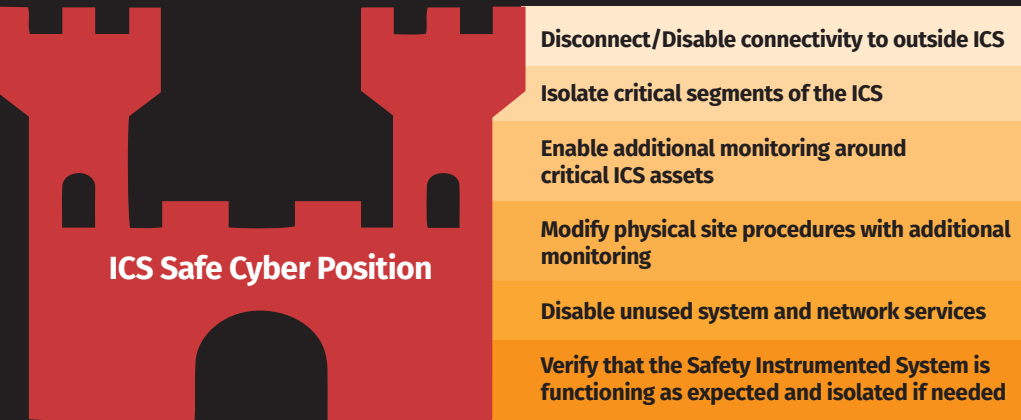 Disconnect/Disable connectivity to outside ICS
Isolate critical segments of the ICS
Enable additional monitoring around
critical ICS assets
Modify physical site procedures with additional
monitoring
ICS Safe Cyber Position
Disable unused system and network services
Verify that the Safety Instrumented System is
functioning as expected and isolated if needed